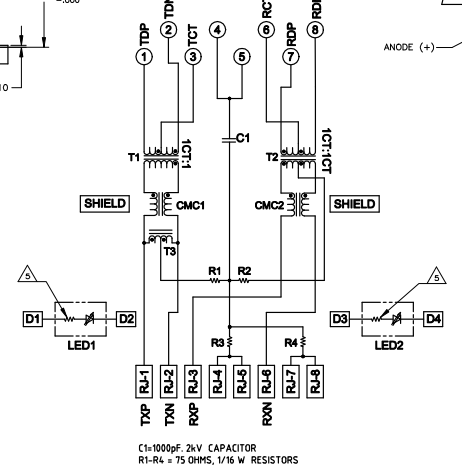 .000
10
ANODE (+)
TDP
TDN
TCT
RCT
RDP
1
2
3
4
5
6
7
8
C1
T1
1CT:1
T2
1CT:1CT
SHIELD
CMC1
CMC2
SHIELD
T3
R1
R2
5
5
D1
D2
LED1
D3
D4
LED2
R3
R4
RJ-1
RJ-2
RJ-3
RJ-4
RJ-5
RJ-6
RJ-7
RJ-8
TXP
TXN
RXP
RXN
C1=1000pF. 2kV CAPACITOR
R1-R4 = 75 OHMS, 1/16 W RESISTORS